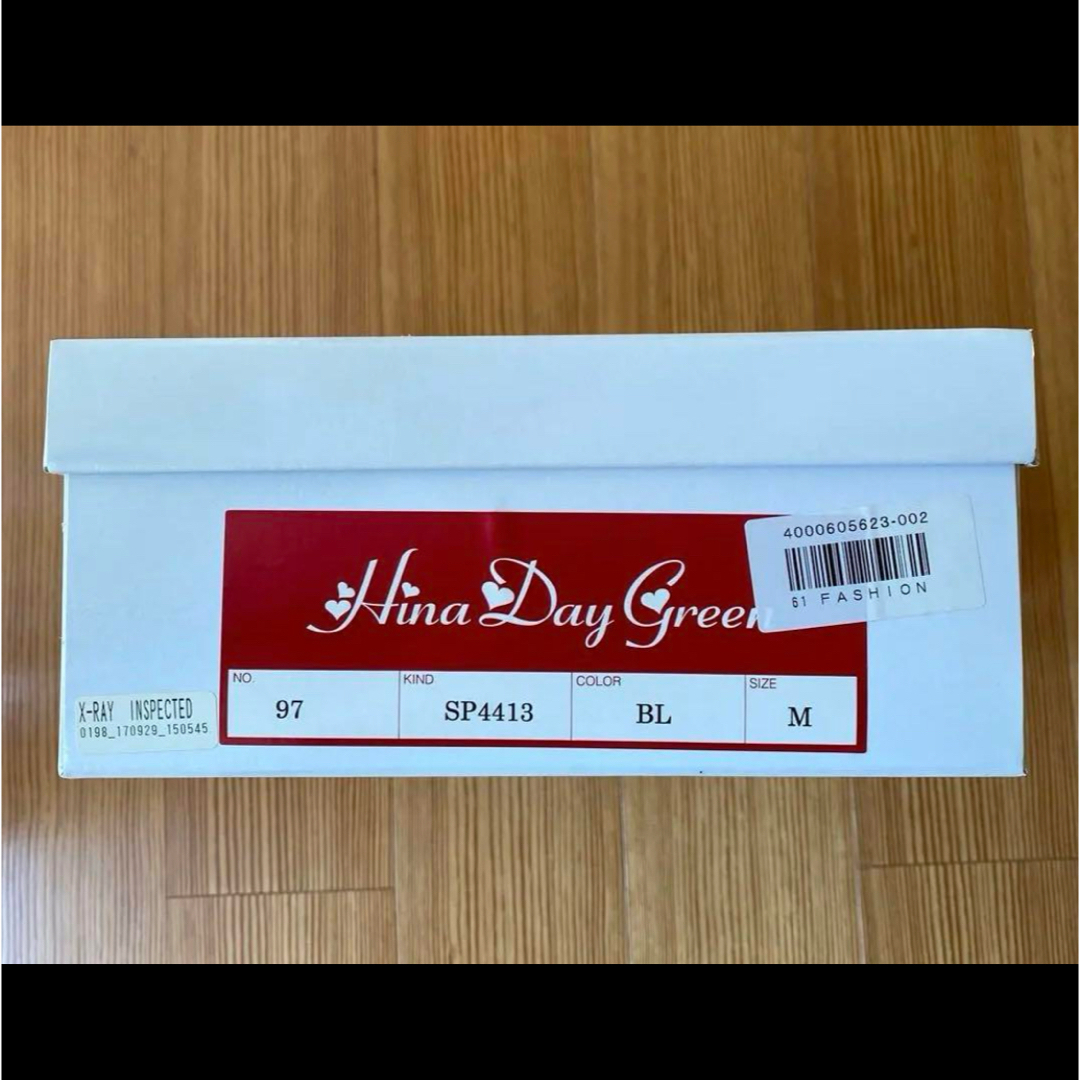 4000605623-002
61 FASHION
Hina Day Green
NO. KIND COLOR SIZE
97 SP4413 BL M
X-RAY INSPECTED
0198_170929_150545